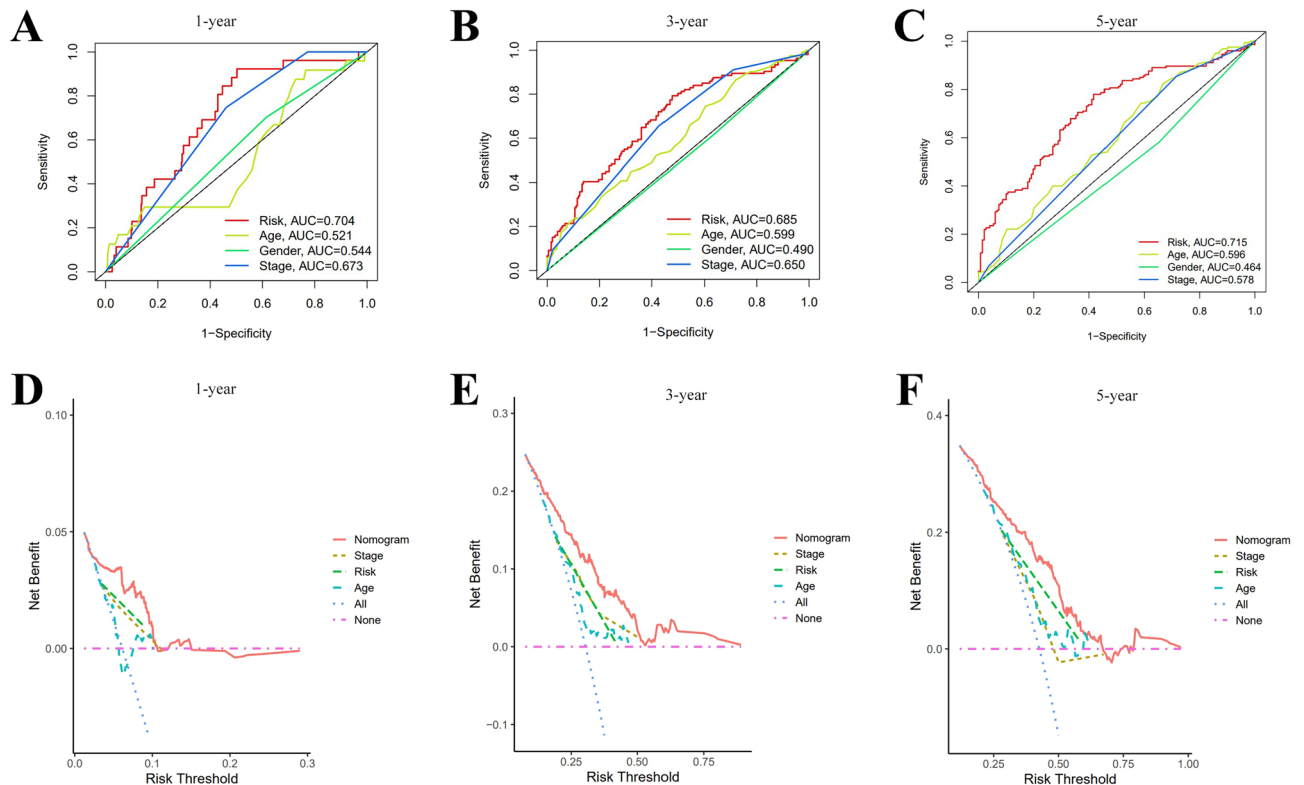 A
1-year
Sensitivity
1.0
0.8
0.6
0.4
0.2
0.0
Risk, AUC=0.704
Age, AUC=0.521
Gender, AUC=0.544
Stage, AUC=0.673
0.0 0.2 0.4 0.6 0.8 1.0
1−Specificity
B
3-year
Sensitivity
1.0
0.8
0.6
0.4
0.2
0.0
Risk, AUC=0.685
Age, AUC=0.599
Gender, AUC=0.490
Stage, AUC=0.650
0.0 0.2 0.4 0.6 0.8 1.0
1−Specificity
C
5-year
Sensitivity
1.0
0.8
0.6
0.4
0.2
0.0
Risk, AUC=0.715
Age, AUC=0.596
Gender, AUC=0.464
Stage, AUC=0.578
0.0 0.2 0.4 0.6 0.8 1.0
1−Specificity
D
1-year
Net Benefit
0.10
0.05
0.00
Nomogram
Stage
Risk
Age
All
None
0.0 0.1 0.2 0.3
Risk Threshold
E
3-year
Net Benefit
0.3
0.2
0.1
0.0
−0.1
Nomogram
Stage
Risk
Age
All
None
0.25 0.50 0.75
Risk Threshold
F
5-year
Net Benefit
0.4
0.2
0.0
Nomogram
Stage
Risk
Age
All
None
0.25 0.50 0.75 1.00
Risk Threshold